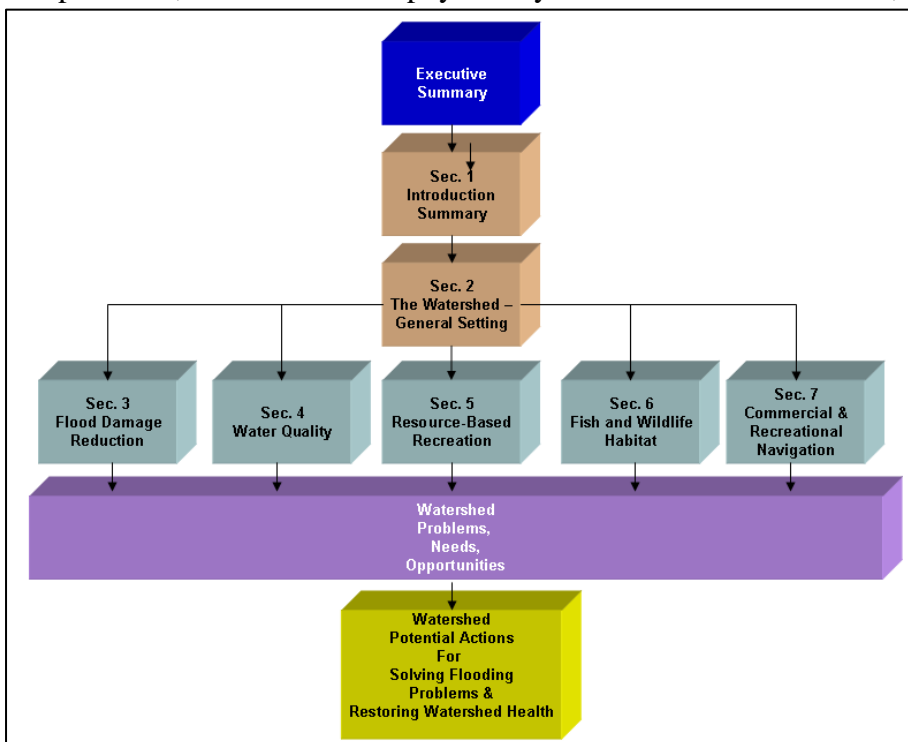 Executive
Summary
Sec. 1
Introduction
Summary
Sec. 2
The Watershed –
General Setting
Sec. 3
Flood Damage
Reduction
Sec. 4
Water Quality
Sec. 5
Resource-Based
Recreation
Sec. 6
Fish and Wildlife
Habitat
Sec. 7
Commercial &
Recreational
Navigation
Watershed
Problems,
Needs,
Opportunities
Watershed
Potential Actions
For
Solving Flooding
Problems &
Restoring Watershed Health